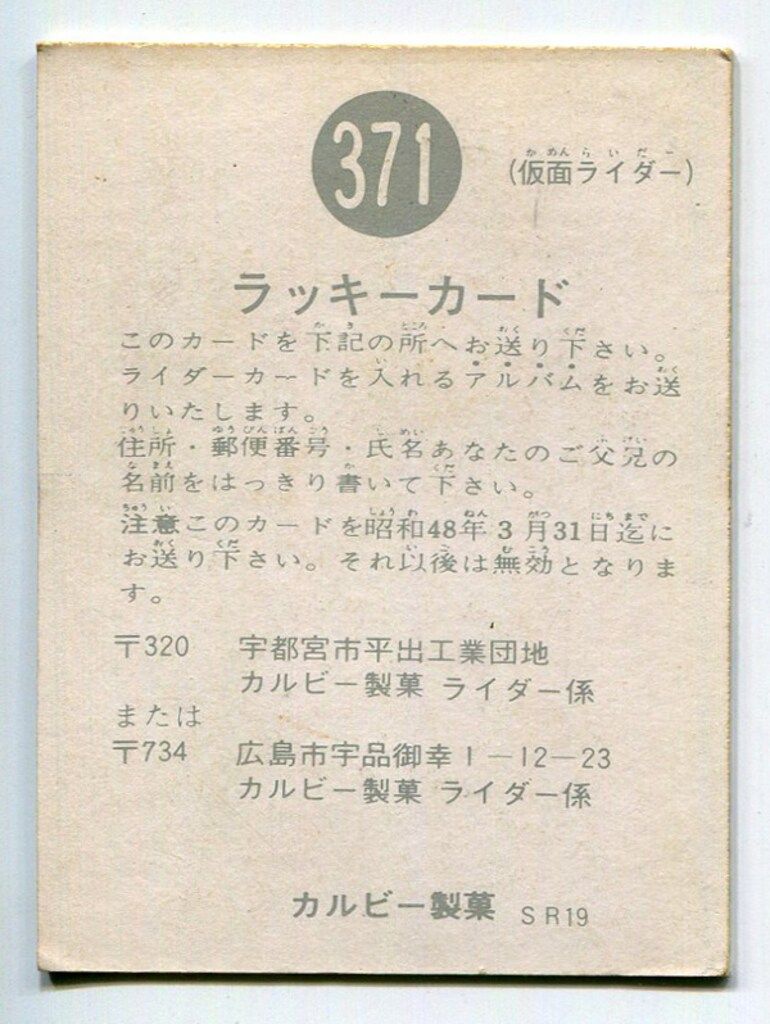 371
(仮面ライダー)
ラッキーカード
このカードを下記の所へお送り下さい。
ライダーカードを入れるアルバムをお送
りいたします。
住所・郵便番号・氏名あなたのご父兄の
名前をはっきり書いて下さい。
注意このカードを昭和48年3月31日迄に
お送り下さい。それ以後は無効となりま
す。
〒320 宇都宮市平出工業団地
カルビー製菓 ライダー係
または
〒734 広島市宇品御幸1−12−23
カルビー製菓 ライダー係
カルビー製菓 SR19